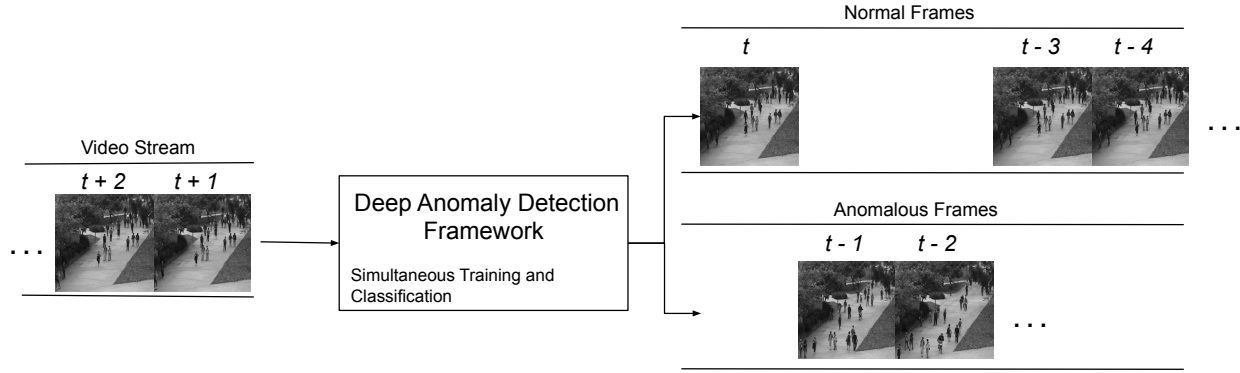 Normal Frames
t
t - 3
t - 4
. . .
Video Stream
t + 2
t + 1
. . .
Deep Anomaly Detection
Framework
Simultaneous Training and
Classification
Anomalous Frames
t - 1
t - 2
. . .